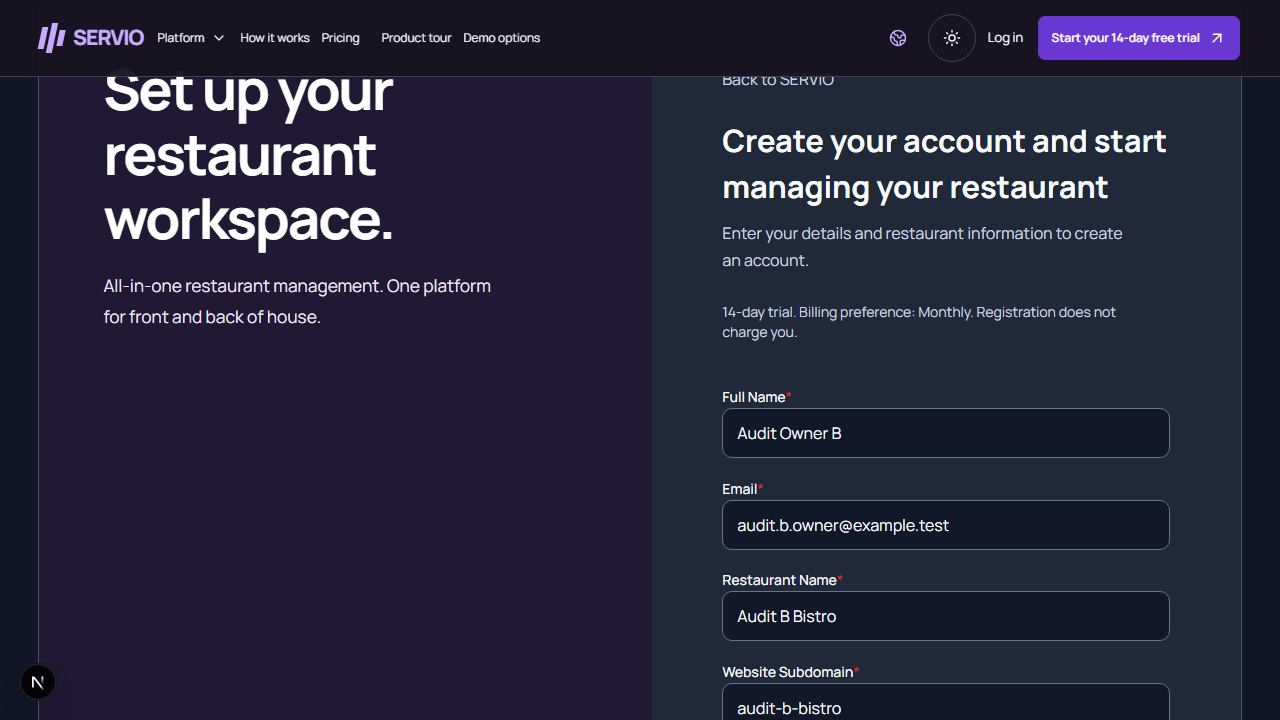 SERVIO
Platform
How it works
Pricing
Product tour
Demo options
Log in
Start your 14-day free trial
Set up your
restaurant
workspace.
All-in-one restaurant management. One platform
for front and back of house.
Back to SERVIO
Create your account and start
managing your restaurant
Enter your details and restaurant information to create
an account.
14-day trial. Billing preference: Monthly. Registration does not
charge you.
Full Name*
Audit Owner B
Email*
audit.b.owner@example.test
Restaurant Name*
Audit B Bistro
Website Subdomain*
audit-b-bistro
N